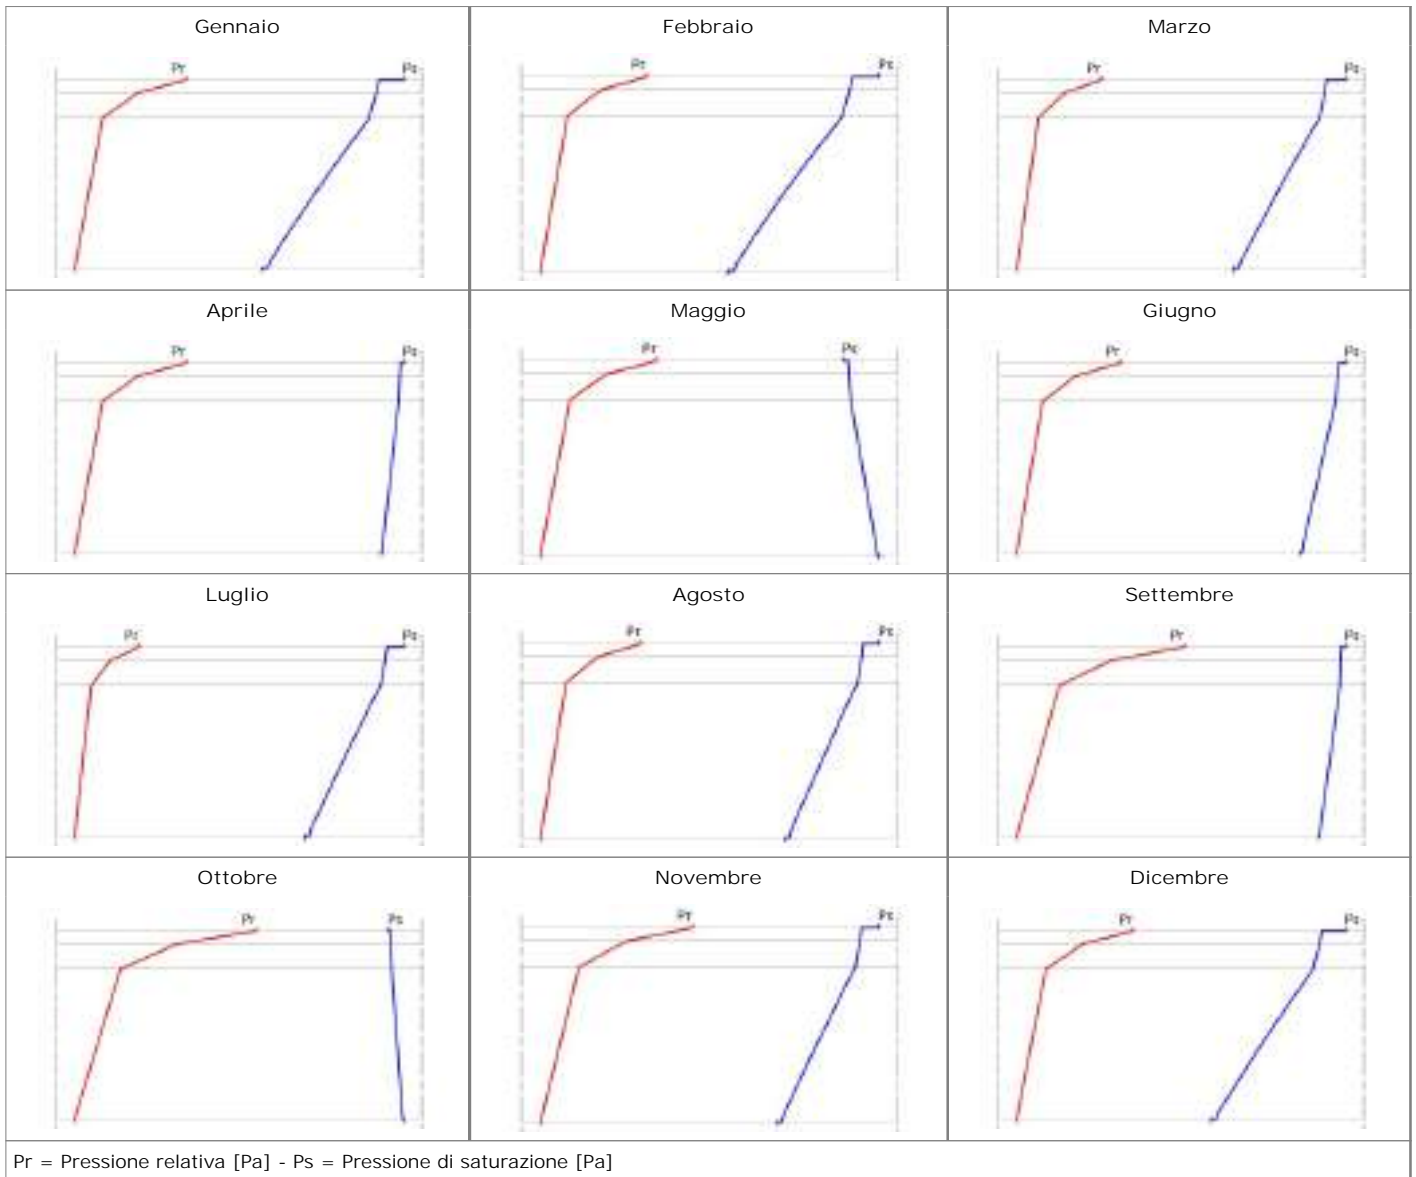 Gennaio Febbraio Marzo
Pr Ps Pr Ps Pr Ps
Aprile Maggio Giugno
Pr Ps Pr Ps Pr Ps
Luglio Agosto Settembre
Pr Ps Pr Ps Pr Ps
Ottobre Novembre Dicembre
Pr Ps Pr Ps Pr Ps
Pr = Pressione relativa [Pa] - Ps = Pressione di saturazione [Pa]